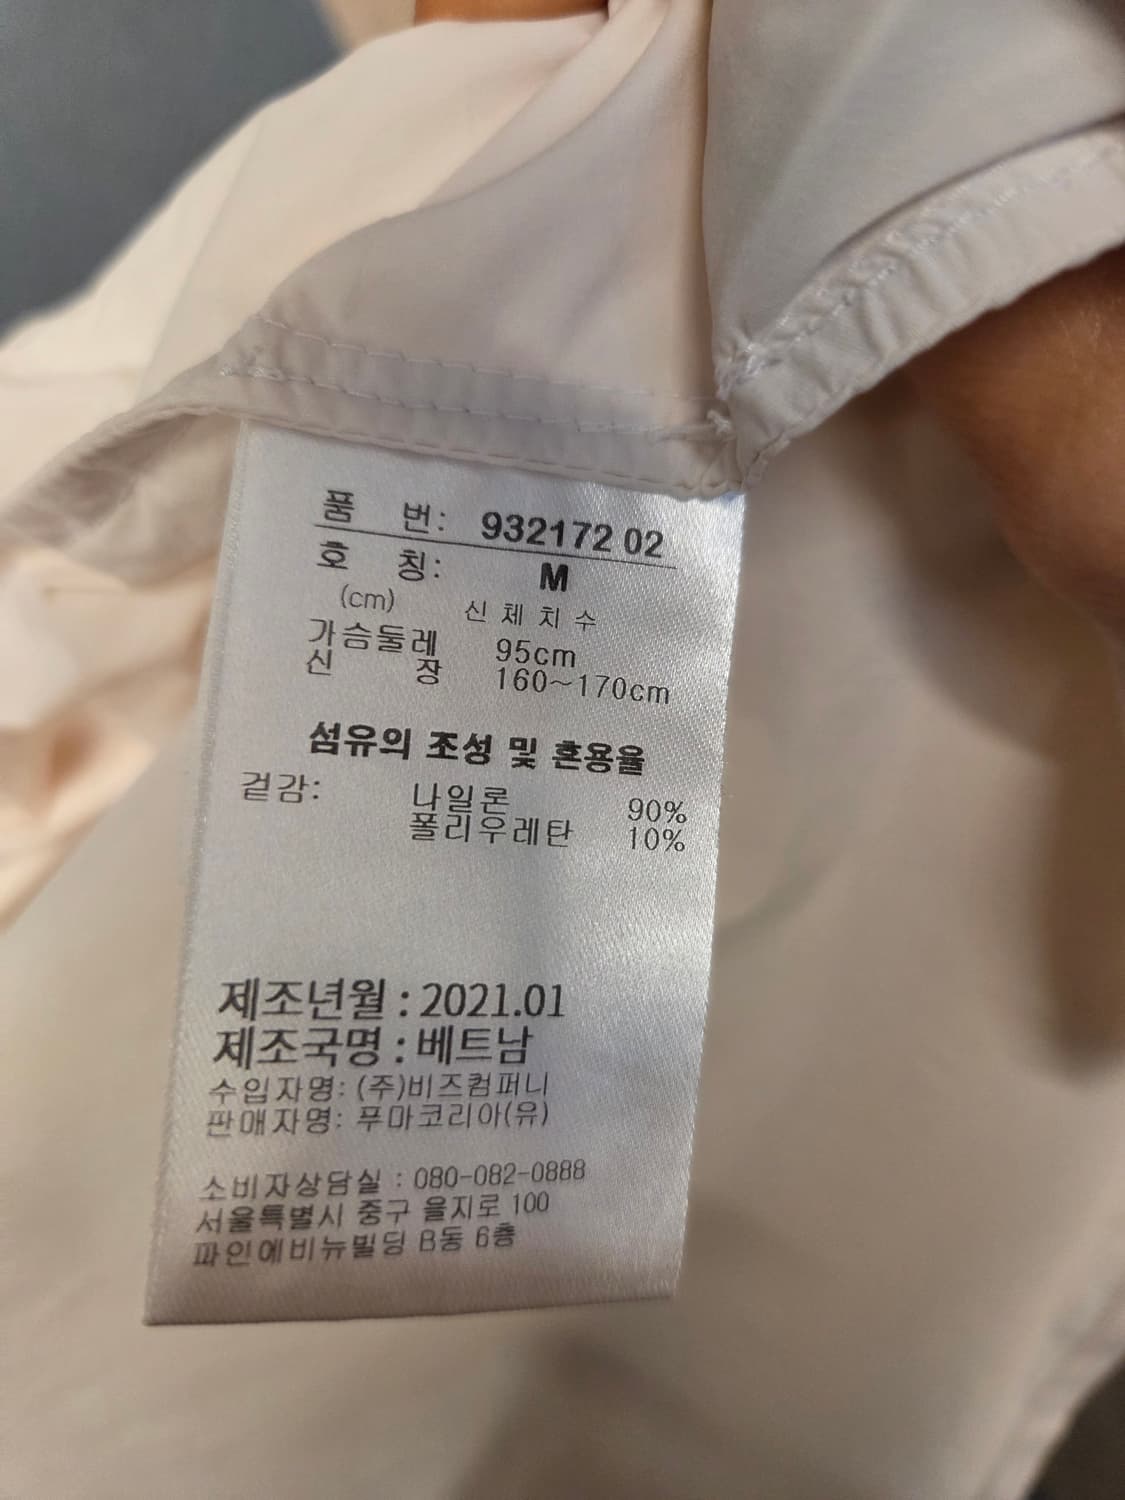 품 번: 932172 02
호 칭: M
(cm) 신 체 치 수
가슴둘레 95cm
신 장 160~170cm
섬유의 조성 및 혼용율
겉감: 나일론 90%
폴리우레탄 10%
제조년월 : 2021.01
제조국명 : 베트남
수입자명: (주)비즈컴퍼니
판매자명: 푸마코리아(유)
소비자상담실 : 080-082-0888
서울특별시 중구 을지로 100
파인에비뉴빌딩 B동 6층